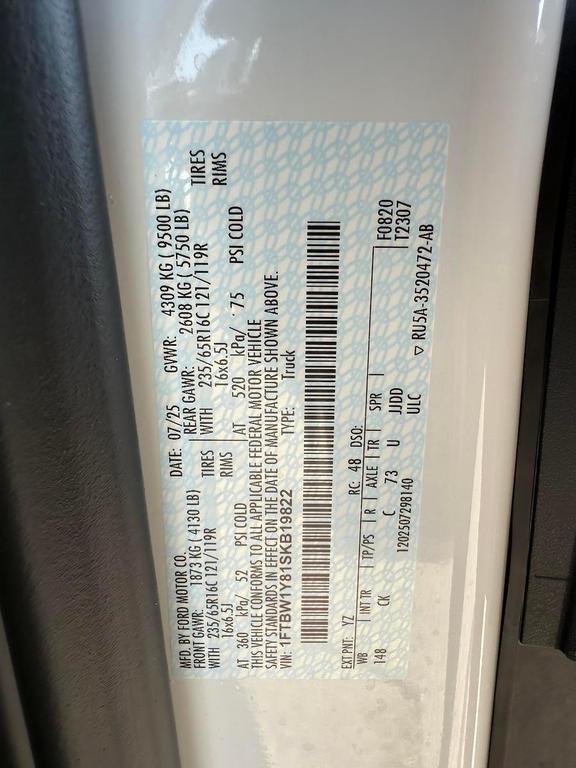 MFD. BY FORD MOTOR CO.   DATE: 07/25   GVWR: 4309 KG ( 9500 LB)
FRONT GAWR: 1873 KG ( 4130 LB)   REAR GAWR: 2608 KG ( 5750 LB)
WITH 235/65R16C 121/119R TIRES   WITH 235/65R16C 121/119R TIRES
16x6.5J RIMS   16x6.5J RIMS
AT 360 kPa/ 52 PSI COLD   AT 520 kPa/ 75 PSI COLD
THIS VEHICLE CONFORMS TO ALL APPLICABLE FEDERAL MOTOR VEHICLE
SAFETY STANDARDS IN EFFECT ON THE DATE OF MANUFACTURE SHOWN ABOVE.
VIN: 1FTBW1Y81SKB19822   TYPE: Truck
EXT PNT: YZ   RC: 48 DSO: F0820
WB | INT TR | TP/PS | R | AXLE | TR | SPR | T2307
148 CK C 73 U JJDD
1202507298140 ULC ▽ RU5A-3520472-AB